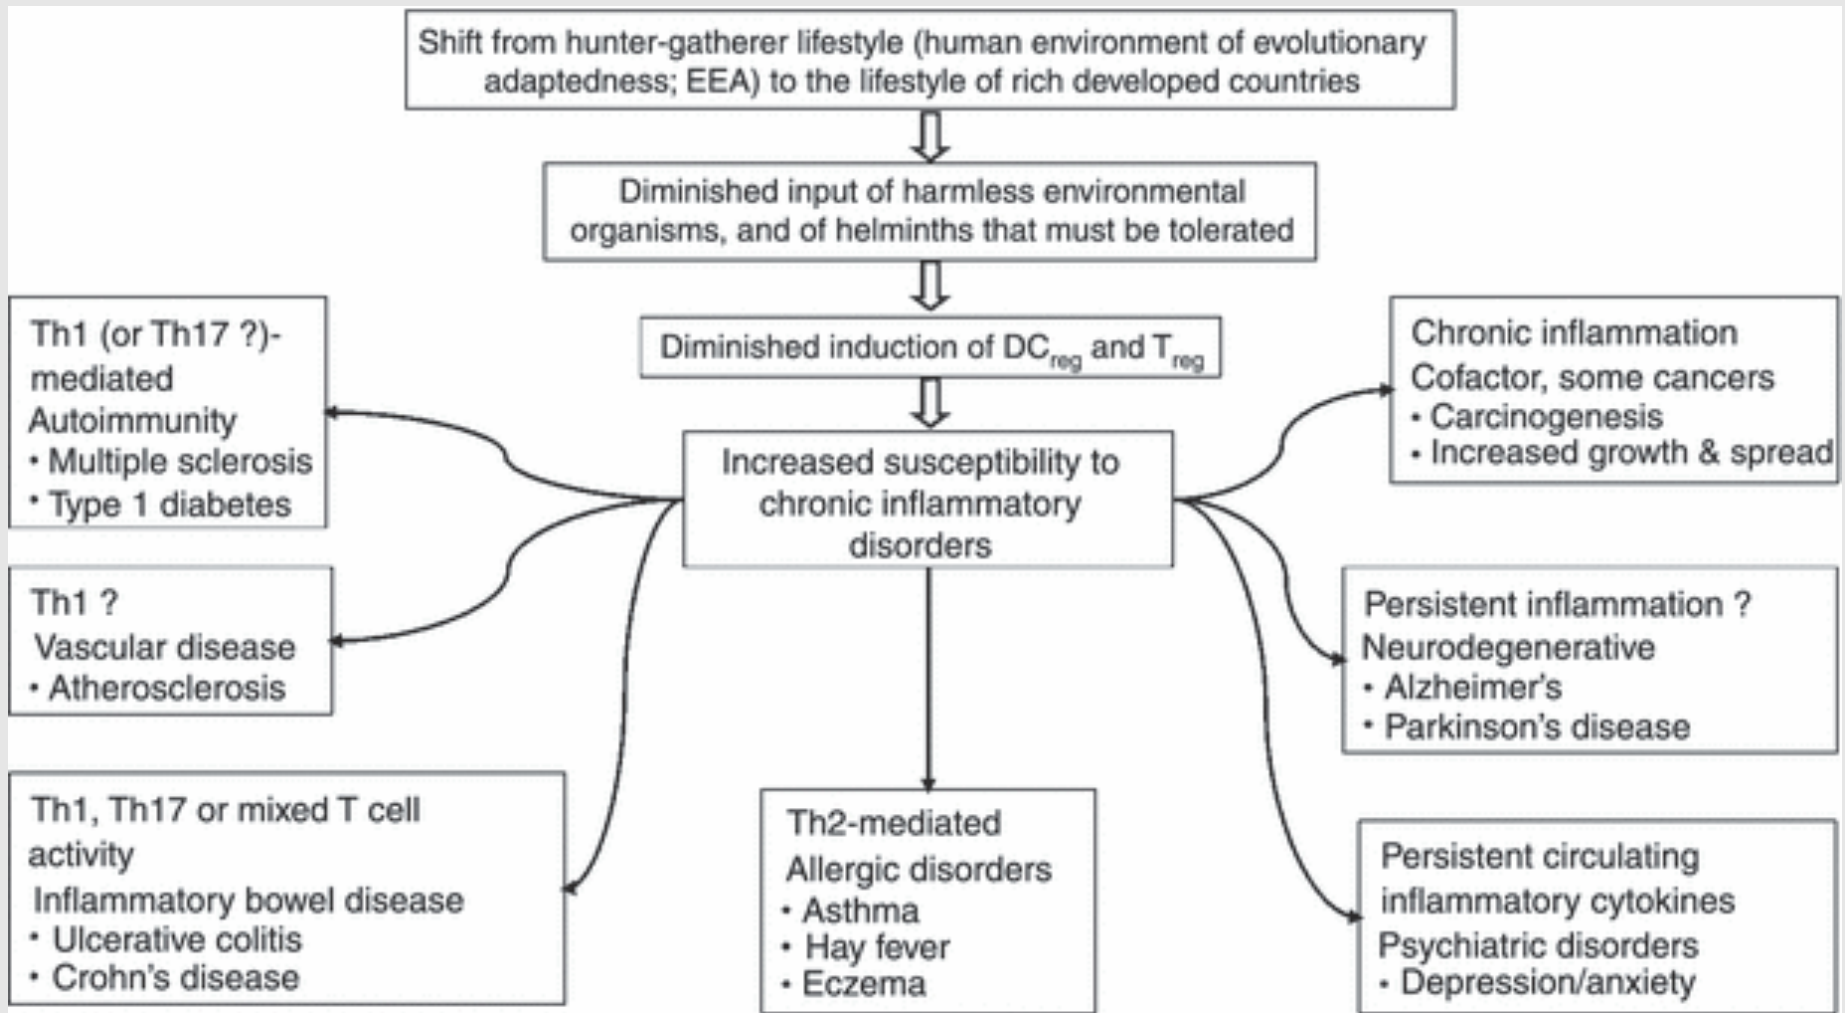 Shift from hunter-gatherer lifestyle (human environment of evolutionary
adaptedness; EEA) to the lifestyle of rich developed countries
Diminished input of harmless environmental
organisms, and of helminths that must be tolerated
Diminished induction of DCreg and Treg
Increased susceptibility to
chronic inflammatory
disorders
Th1 (or Th17 ?)-
mediated
Autoimmunity
• Multiple sclerosis
• Type 1 diabetes
Th1 ?
Vascular disease
• Atherosclerosis
Th1, Th17 or mixed T cell
activity
Inflammatory bowel disease
• Ulcerative colitis
• Crohn's disease
Th2-mediated
Allergic disorders
• Asthma
• Hay fever
• Eczema
Chronic inflammation
Cofactor, some cancers
• Carcinogenesis
• Increased growth & spread
Persistent inflammation ?
Neurodegenerative
• Alzheimer's
• Parkinson's disease
Persistent circulating
inflammatory cytokines
Psychiatric disorders
• Depression/anxiety